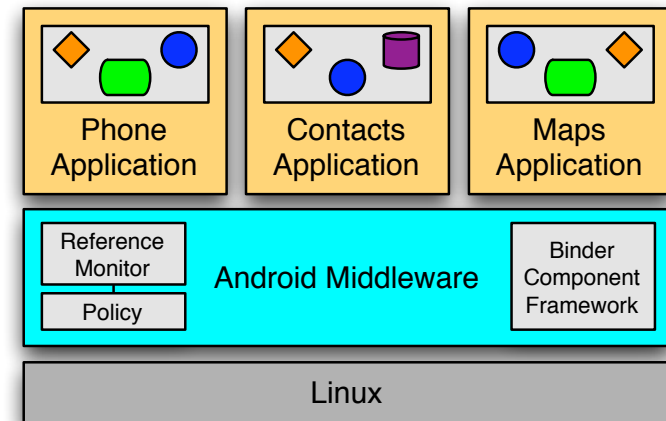 Phone
Application
Contacts
Application
Maps
Application
Reference
Monitor
Policy
Android Middleware
Binder
Component
Framework
Linux